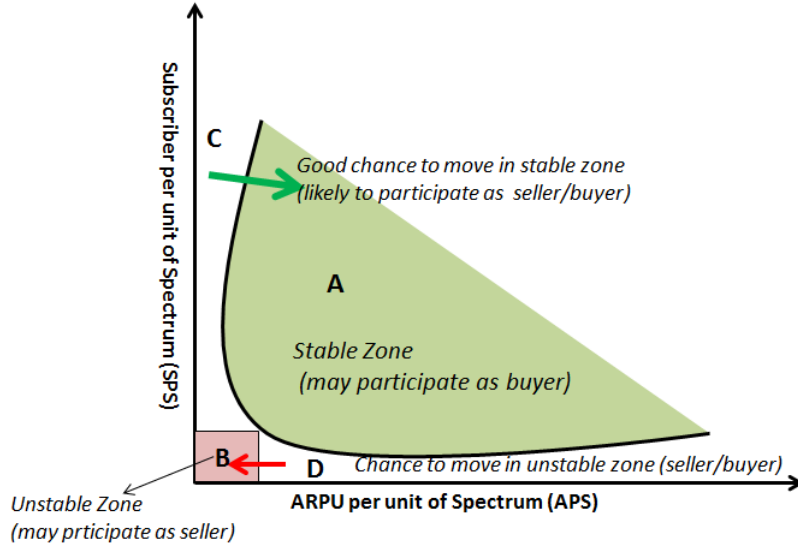 Subscriber per unit of Spectrum (SPS)
C
Good chance to move in stable zone
(likely to participate as seller/buyer)
A
Stable Zone
(may participate as buyer)
B
D
Chance to move in unstable zone (seller/buyer)
ARPU per unit of Spectrum (APS)
Unstable Zone
(may prticipate as seller)